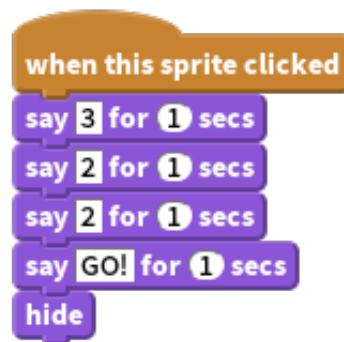 when this sprite clicked
say 3 for 1 secs
say 2 for 1 secs
say 2 for 1 secs
say GO! for 1 secs
hide